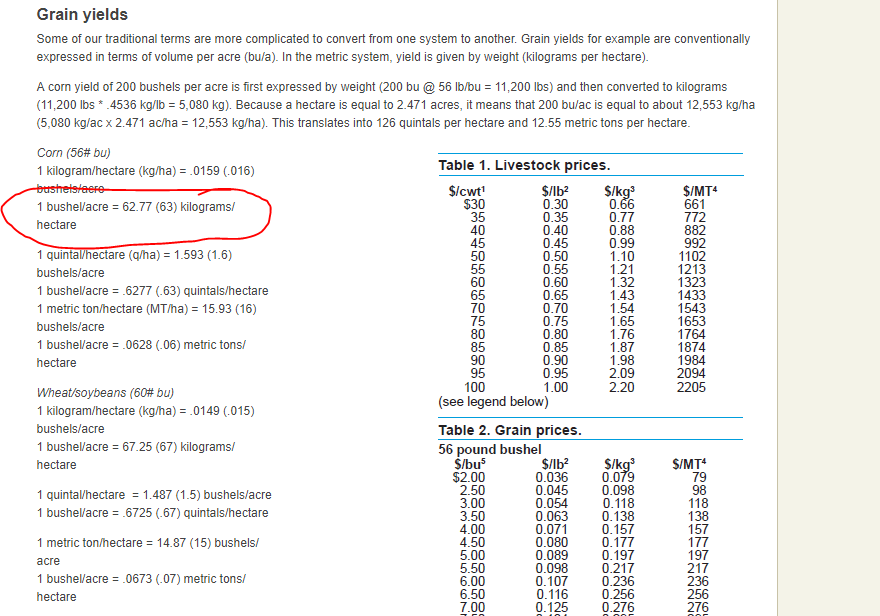 Grain yields
Some of our traditional terms are more complicated to convert from one system to another. Grain yields for example are conventionally
expressed in terms of volume per acre (bu/a). In the metric system, yield is given by weight (kilograms per hectare).
A corn yield of 200 bushels per acre is first expressed by weight (200 bu @ 56 lb/bu = 11,200 lbs) and then converted to kilograms
(11,200 lbs * .4536 kg/lb = 5,080 kg). Because a hectare is equal to 2.471 acres, it means that 200 bu/ac is equal to about 12,553 kg/ha
(5,080 kg/ac x 2.471 ac/ha = 12,553 kg/ha). This translates into 126 quintals per hectare and 12.55 metric tons per hectare.
Corn (56# bu)
1 kilogram/hectare (kg/ha) = .0159 (.016)
bushels/acre
1 bushel/acre = 62.77 (63) kilograms/
hectare
1 quintal/hectare (q/ha) = 1.593 (1.6)
bushels/acre
1 bushel/acre = .6277 (.63) quintals/hectare
1 metric ton/hectare (MT/ha) = 15.93 (16)
bushels/acre
1 bushel/acre = .0628 (.06) metric tons/
hectare
Wheat/soybeans (60# bu)
1 kilogram/hectare (kg/ha) = .0149 (.015)
bushels/acre
1 bushel/acre = 67.25 (67) kilograms/
hectare
1 quintal/hectare = 1.487 (1.5) bushels/acre
1 bushel/acre = .6725 (.67) quintals/hectare
1 metric ton/hectare = 14.87 (15) bushels/
acre
1 bushel/acre = .0673 (.07) metric tons/
hectare
Table 1. Livestock prices.
$/cwt¹ $/lb² $/kg³ $/MT⁴
$30 0.30 0.66 661
35 0.35 0.77 772
40 0.40 0.88 882
45 0.45 0.99 992
50 0.50 1.10 1102
55 0.55 1.21 1213
60 0.60 1.32 1323
65 0.65 1.43 1433
70 0.70 1.54 1543
75 0.75 1.65 1653
80 0.80 1.76 1764
85 0.85 1.87 1874
90 0.90 1.98 1984
95 0.95 2.09 2094
100 1.00 2.20 2205
(see legend below)
Table 2. Grain prices.
56 pound bushel
$/bu⁵ $/lb² $/kg³ $/MT⁴
$2.00 0.036 0.079 79
2.50 0.045 0.098 98
3.00 0.054 0.118 118
3.50 0.063 0.138 138
4.00 0.071 0.157 157
4.50 0.080 0.177 177
5.00 0.089 0.197 197
5.50 0.098 0.217 217
6.00 0.107 0.236 236
6.50 0.116 0.256 256
7.00 0.125 0.276 276